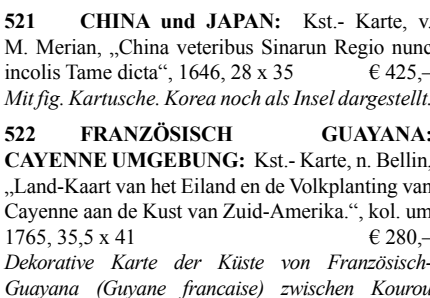 521 CHINA und JAPAN: Kst.- Karte, v.
M. Merian, „China veteribus Sinarun Regio nunc
incolis Tame dicta“, 1646, 28 x 35 € 425,–
Mit fig. Kartusche. Korea noch als Insel dargestellt.
522 FRANZÖSISCH GUAYANA:
CAYENNE UMGEBUNG: Kst.- Karte, n. Bellin,
„Land-Kaart van het Eiland en de Volkplanting van
Cayenne aan de Kust van Zuid-Amerika.“, kol. um
1765, 35,5 x 41 € 280,–
Dekorative Karte der Küste von Französisch-
Guayana (Guyane francaise) zwischen Kourou